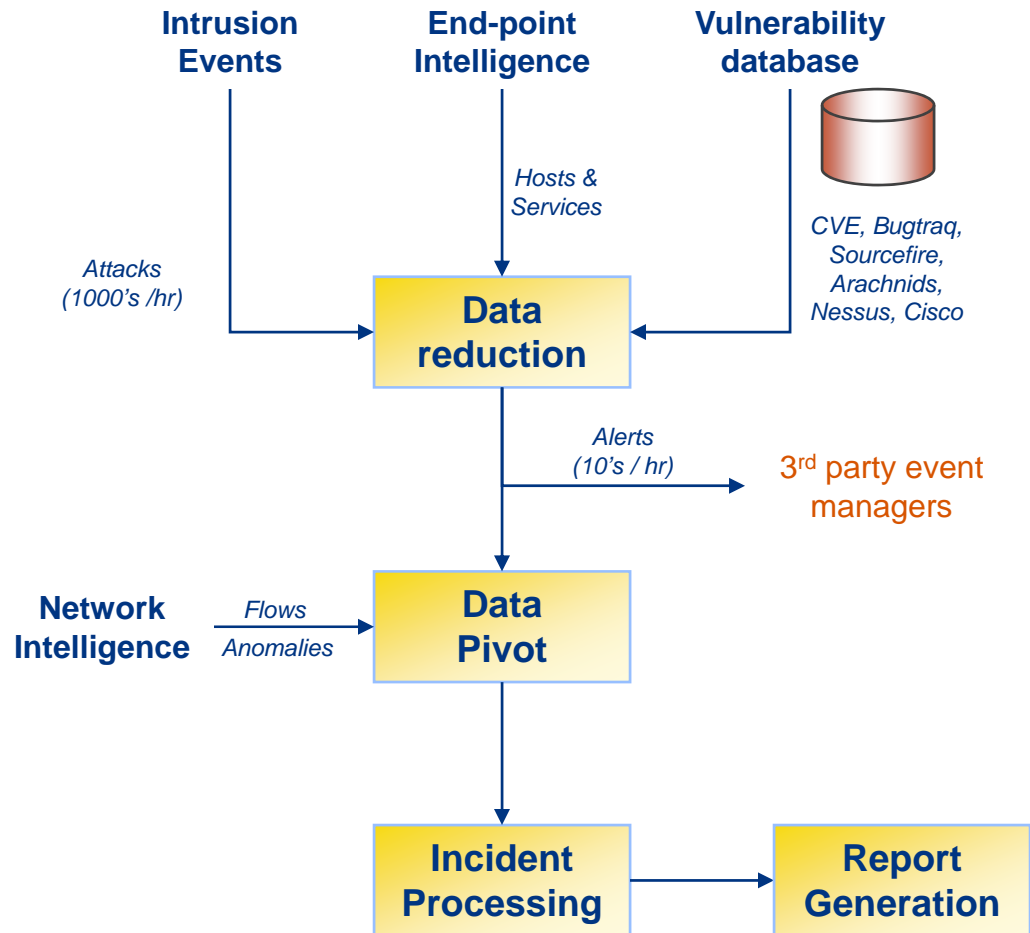 Intrusion
Events
End-point
Intelligence
Vulnerability
database
Hosts &
Services
CVE, Bugtraq,
Sourcefire,
Arachnids,
Nessus, Cisco
Attacks
(1000’s /hr)
Data
reduction
Alerts
(10’s / hr)
3rd party event
managers
Network
Intelligence
Flows
Anomalies
Data
Pivot
Incident
Processing
Report
Generation